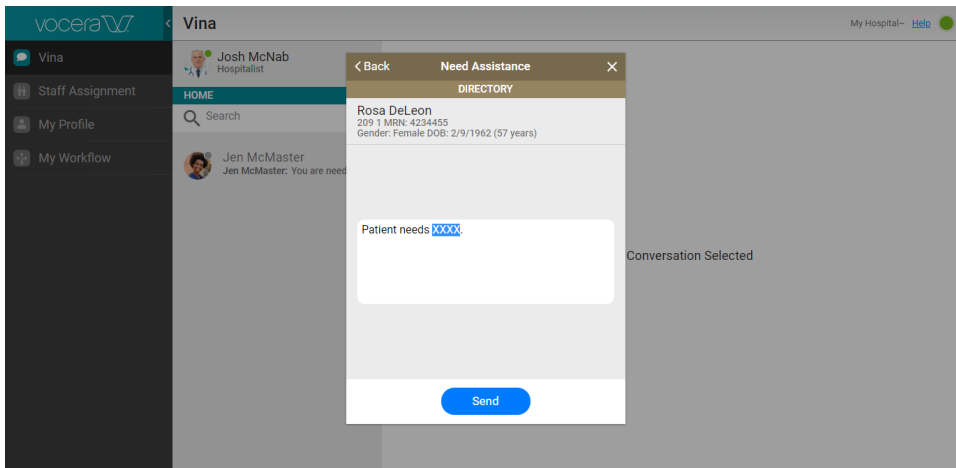 vocera
Vina
My Hospital~ Help
Vina
Staff Assignment
My Profile
My Workflow
Josh McNab
Hospitalist
HOME
Search
Jen McMaster
Jen McMaster: You are need
Back Need Assistance
DIRECTORY
Rosa DeLeon
209 1 MRN: 4234455
Gender: Female DOB: 2/9/1962 (57 years)
Patient needs XXXX.
Send
Conversation Selected